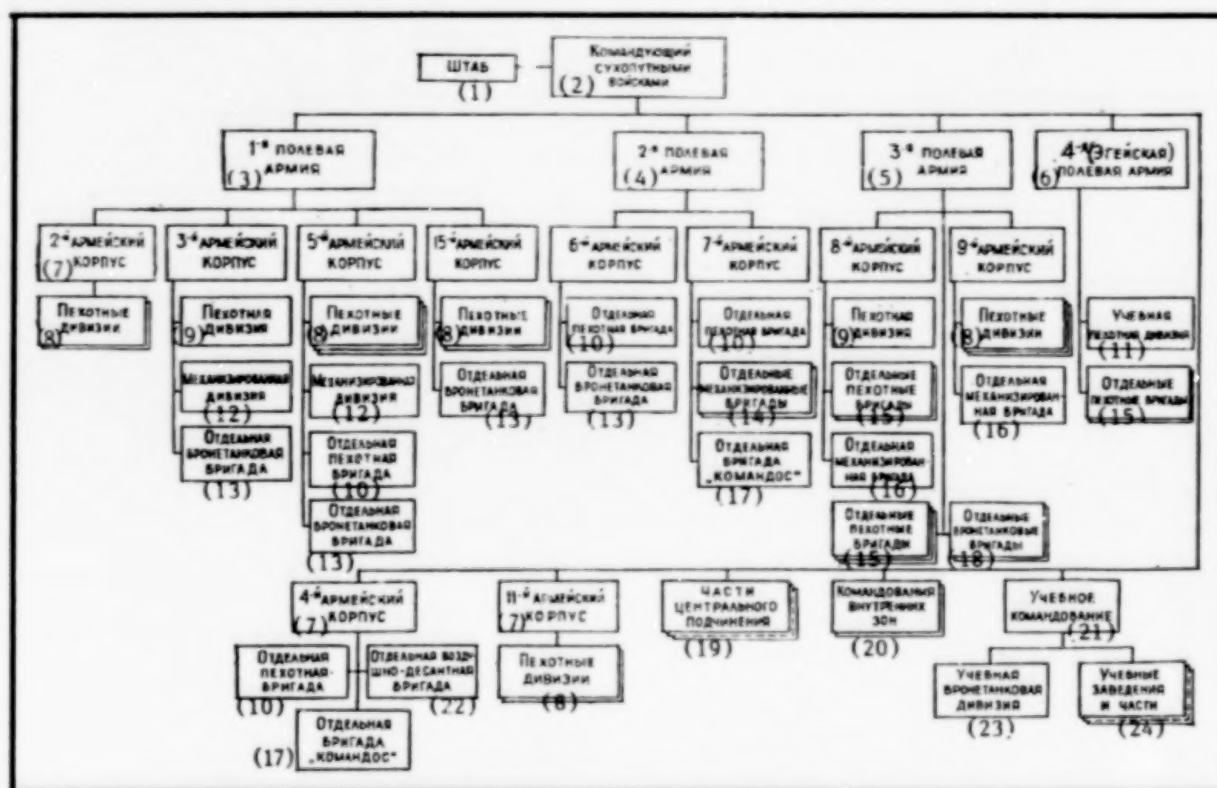 ШТАБ
(1)
КОМАНДУЮЩИЙ
СУХОПУТНЫМИ
ВОЙСКАМИ
(2)
1-я ПОЛЕВАЯ
АРМИЯ
(3)
2-я ПОЛЕВАЯ
АРМИЯ
(4)
3-я ПОЛЕВАЯ
АРМИЯ
(5)
4-я (ЭГЕЙСКАЯ)
ПОЛЕВАЯ АРМИЯ
(6)
2-й АРМЕЙСКИЙ
КОРПУС
(7)
3-й АРМЕЙСКИЙ
КОРПУС
5-й АРМЕЙСКИЙ
КОРПУС
15-й АРМЕЙСКИЙ
КОРПУС
6-й АРМЕЙСКИЙ
КОРПУС
7-й АРМЕЙСКИЙ
КОРПУС
8-й АРМЕЙСКИЙ
КОРПУС
9-й АРМЕЙСКИЙ
КОРПУС
ПЕХОТНЫЕ
ДИВИЗИИ
(8)
ПЕХОТНАЯ
ДИВИЗИЯ
(9)
ПЕХОТНЫЕ
ДИВИЗИИ
(8)
ПЕХОТНЫЕ
ДИВИЗИИ
(8)
ОТДЕЛЬНАЯ
ПЕХОТНАЯ БРИГАДА
(10)
ОТДЕЛЬНАЯ
ПЕХОТНАЯ БРИГАДА
(10)
ПЕХОТНАЯ
ДИВИЗИЯ
(9)
ПЕХОТНЫЕ
ДИВИЗИИ
(8)
УЧЕБНАЯ
ПЕХОТНАЯ ДИВИЗИЯ
(11)
МЕХАНИЗИРОВАННАЯ
ДИВИЗИЯ
(12)
МЕХАНИЗИРОВАННАЯ
ДИВИЗИЯ
(12)
ОТДЕЛЬНАЯ
БРОНЕТАНКОВАЯ
БРИГАДА
(13)
ОТДЕЛЬНАЯ
БРОНЕТАНКОВАЯ
БРИГАДА
(13)
ОТДЕЛЬНЫЕ
МЕХАНИЗИРОВАННЫЕ
БРИГАДЫ
(14)
ОТДЕЛЬНЫЕ
ПЕХОТНЫЕ
БРИГАДЫ
(15)
ОТДЕЛЬНАЯ
МЕХАНИЗИРОВАН-
НАЯ БРИГАДА
(16)
ОТДЕЛЬНЫЕ
ПЕХОТНЫЕ БРИГАДЫ
(15)
ОТДЕЛЬНАЯ
БРОНЕТАНКОВАЯ
БРИГАДА
(13)
ОТДЕЛЬНАЯ
ПЕХОТНАЯ
БРИГАДА
(10)
ОТДЕЛЬНАЯ
БРИГАДА
„КОМАНДОС"
(17)
ОТДЕЛЬНАЯ
МЕХАНИЗИРОВАН-
НАЯ БРИГАДА
(16)
ОТДЕЛЬНАЯ
БРОНЕТАНКОВАЯ
БРИГАДА
(13)
ОТДЕЛЬНЫЕ
ПЕХОТНЫЕ
БРИГАДЫ
(15)
ОТДЕЛЬНЫЕ
БРОНЕТАНКОВЫЕ
БРИГАДЫ
(18)
4-й АРМЕЙСКИЙ
КОРПУС
(7)
11-й АРМЕЙСКИЙ
КОРПУС
(7)
ЧАСТИ
ЦЕНТРАЛЬНОГО
ПОДЧИНЕНИЯ
(19)
КОМАНДОВАНИЯ
ВНУТРЕННИХ
ЗОН
(20)
УЧЕБНОЕ
КОМАНДОВАНИЕ
(21)
ОТДЕЛЬНАЯ
ПЕХОТНАЯ
БРИГАДА
(10)
ОТДЕЛЬНАЯ ВОЗДУ-
ШНО-ДЕСАНТНАЯ
БРИГАДА
(22)
ПЕХОТНЫЕ
ДИВИЗИИ
(8)
УЧЕБНАЯ
БРОНЕТАНКОВАЯ
ДИВИЗИЯ
(23)
УЧЕБНЫЕ
ЗАВЕДЕНИЯ
И ЧАСТИ
(24)
ОТДЕЛЬНАЯ
БРИГАДА
„КОМАНДОС"
(17)